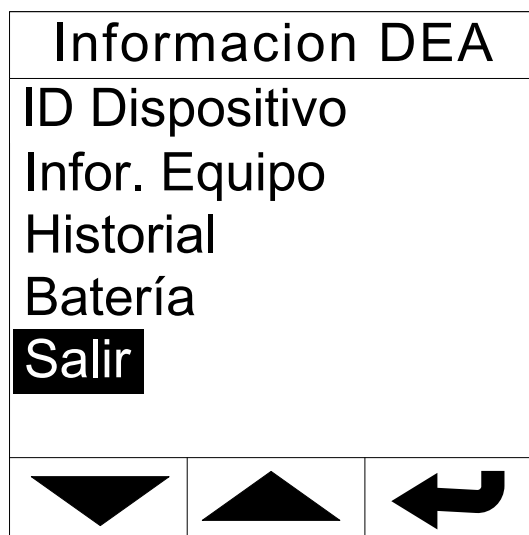 Informacion DEA
ID Dispositivo
Infor. Equipo
Historial
Batería
Salir